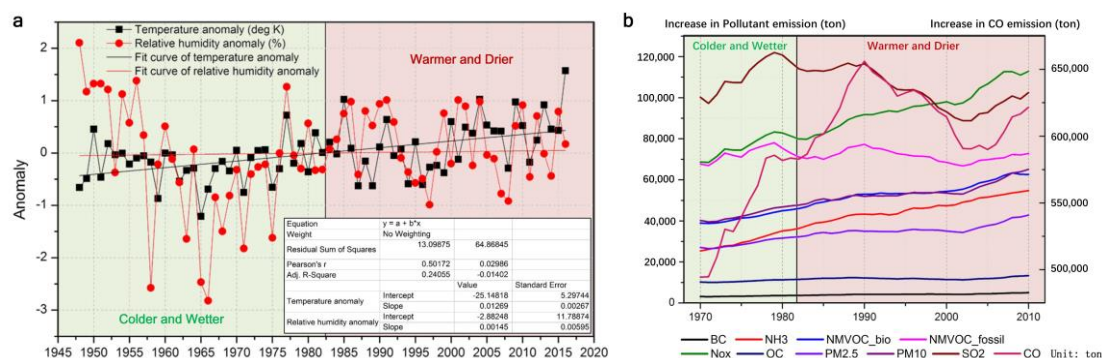 a
Temperature anomaly (deg K)
Relative humidity anomaly (%)
Fit curve of temperature anomaly
Fit curve of relative humidity anomaly
Warmer and Drier
2
1
0
-1
-2
-3
Anomaly
Colder and Wetter
Equation y = a + b*x
Weight No Weighting
Residual Sum of Squares 13.09875 64.86845
Pearson's r 0.50172 0.02986
Adj. R-Square 0.24055 -0.01402
Value Standard Error
Temperature anomaly Intercept -25.14818 5.29744
Slope 0.01269 0.00267
Relative humidity anomaly Intercept -2.88248 11.78874
Slope 0.00145 0.00595
1945 1950 1955 1960 1965 1970 1975 1980 1985 1990 1995 2000 2005 2010 2015 2020
b
Increase in Pollutant emission (ton) Increase in CO emission (ton)
Colder and Wetter Warmer and Drier
120,000
100,000
80,000
60,000
40,000
20,000
0
650,000
600,000
550,000
500,000
1970 1980 1990 2000 2010
BC NH3 NMVOC_bio NMVOC_fossil
Nox OC PM2.5 PM10 SO2 CO Unit: ton